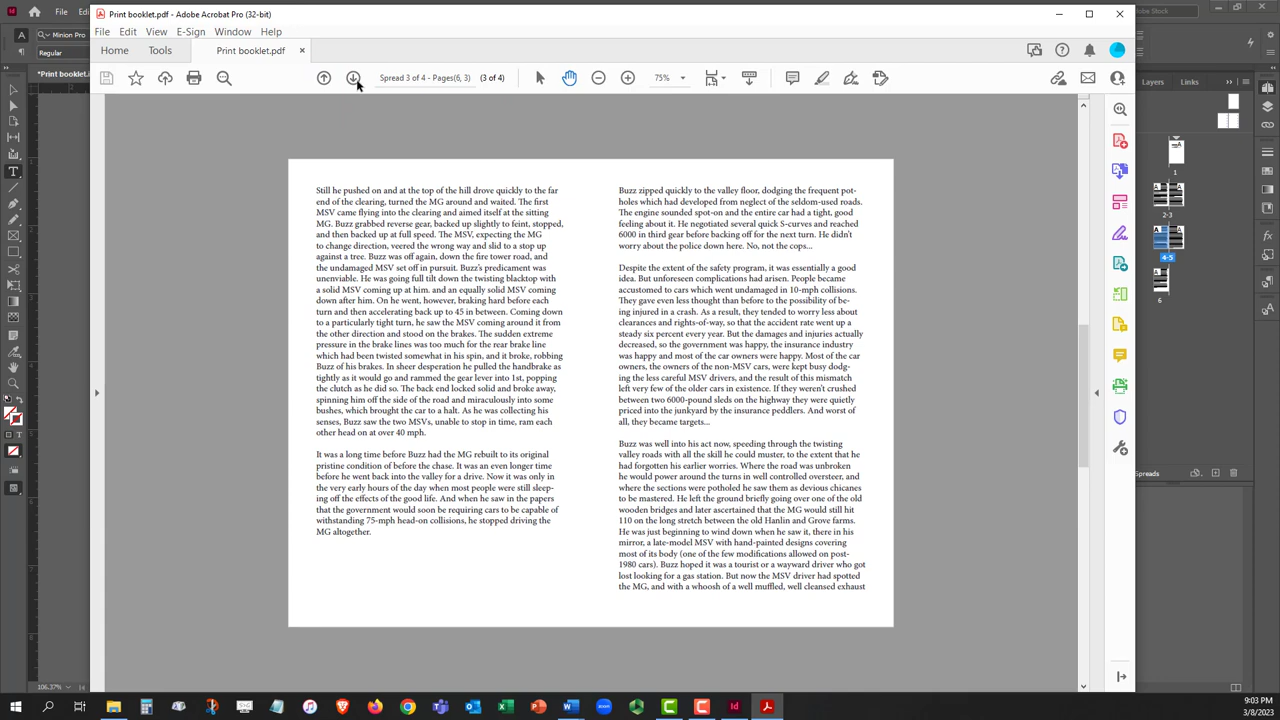 Print booklet.pdf - Adobe Acrobat Pro (32-bit)
File Edit View E-Sign Window Help
Home Tools Print booklet.pdf ×
Spread 3 of 4 - Pages(6, 3) (3 of 4) 75%
File
Ed
Minion Pro
Regular
*Print booklet.i
Adobe Stock
Layers Links
A
1
2-3
4-5
6
Spreads
106.37%
Still he pushed on and at the top of the hill drove quickly to the far
end of the clearing, turned the MG around and waited. The first
MSV came flying into the clearing and aimed itself at the sitting
MG. Buzz grabbed reverse gear, backed up slightly to feint, stopped,
and then backed up at full speed. The MSV, expecting the MG
to change direction, veered the wrong way and slid to a stop up
against a tree. Buzz was off again, down the fire tower road, and
the undamaged MSV set off in pursuit. Buzz's predicament was
unenviable. He was going full tilt down the twisting blacktop with
a solid MSV coming up at him, and an equally solid MSV coming
down after him. On he went, however, braking hard before each
turn and then accelerating back up to 45 in between. Coming down
to a particularly tight turn, he saw the MSV coming around it from
the other direction and stood on the brakes. The sudden extreme
pressure in the brake lines was too much for the rear brake line
which had been twisted somewhat in his spin, and it broke, robbing
Buzz of his brakes. In sheer desperation he pulled the handbrake as
tightly as it would go and rammed the gear lever into 1st, popping
the clutch as he did so. The back end locked solid and broke away,
spinning him off the side of the road and miraculously into some
bushes, which brought the car to a halt. As he was collecting his
senses, Buzz saw the two MSVs, unable to stop in time, ram each
other head on at over 40 mph.
It was a long time before Buzz had the MG rebuilt to its original
pristine condition of before the chase. It was an even longer time
before he went back into the valley for a drive. Now it was only in
the very early hours of the day when most people were still sleep-
ing off the effects of the good life. And when he saw in the papers
that the government would soon be requiring cars to be capable of
withstanding 75-mph head-on collisions, he stopped driving the
MG altogether.
Buzz zipped quickly to the valley floor, dodging the frequent pot-
holes which had developed from neglect of the seldom-used roads.
The engine sounded spot-on and the entire car had a tight, good
feeling about it. He negotiated several quick S-curves and reached
6000 in third gear before backing off for the next turn. He didn't
worry about the police down here. No, not the cops...
Despite the extent of the safety program, it was essentially a good
idea. But unforeseen complications had arisen. People became
accustomed to cars which went undamaged in 10-mph collisions.
They gave even less thought than before to the possibility of be-
ing injured in a crash. As a result, they tended to worry less about
clearances and rights-of-way, so that the accident rate went up a
steady six percent every year. But the damages and injuries actually
decreased, so the government was happy, the insurance industry
was happy and most of the car owners were happy. Most of the car
owners, the owners of the non-MSV cars, were kept busy dodg-
ing the less careful MSV drivers, and the result of this mismatch
left very few of the older cars in existence. If they weren't crushed
between two 6000-pound sleds on the highway they were quietly
priced into the junkyard by the insurance peddlers. And worst of
all, they became targets...
Buzz was well into his act now, speeding through the twisting
valley roads with all the skill he could muster, to the extent that he
had forgotten his earlier worries. Where the road was unbroken
he would power around the turns in well controlled oversteer, and
where the sections were potholed he saw them as devious chicanes
to be mastered. He left the ground briefly going over one of the old
wooden bridges and later ascertained that the MG would still hit
110 on the long stretch between the old Hanlin and Grove farms.
He was just beginning to wind down when he saw it, there in his
mirror, a late-model MSV with hand-painted designs covering
most of its body (one of the few modifications allowed on post-
1980 cars). Buzz hoped it was a tourist or a wayward driver who got
lost looking for a gas station. But now the MSV driver had spotted
the MG, and with a whoosh of a well muffled, well cleansed exhaust
9:03 PM
3/8/2023